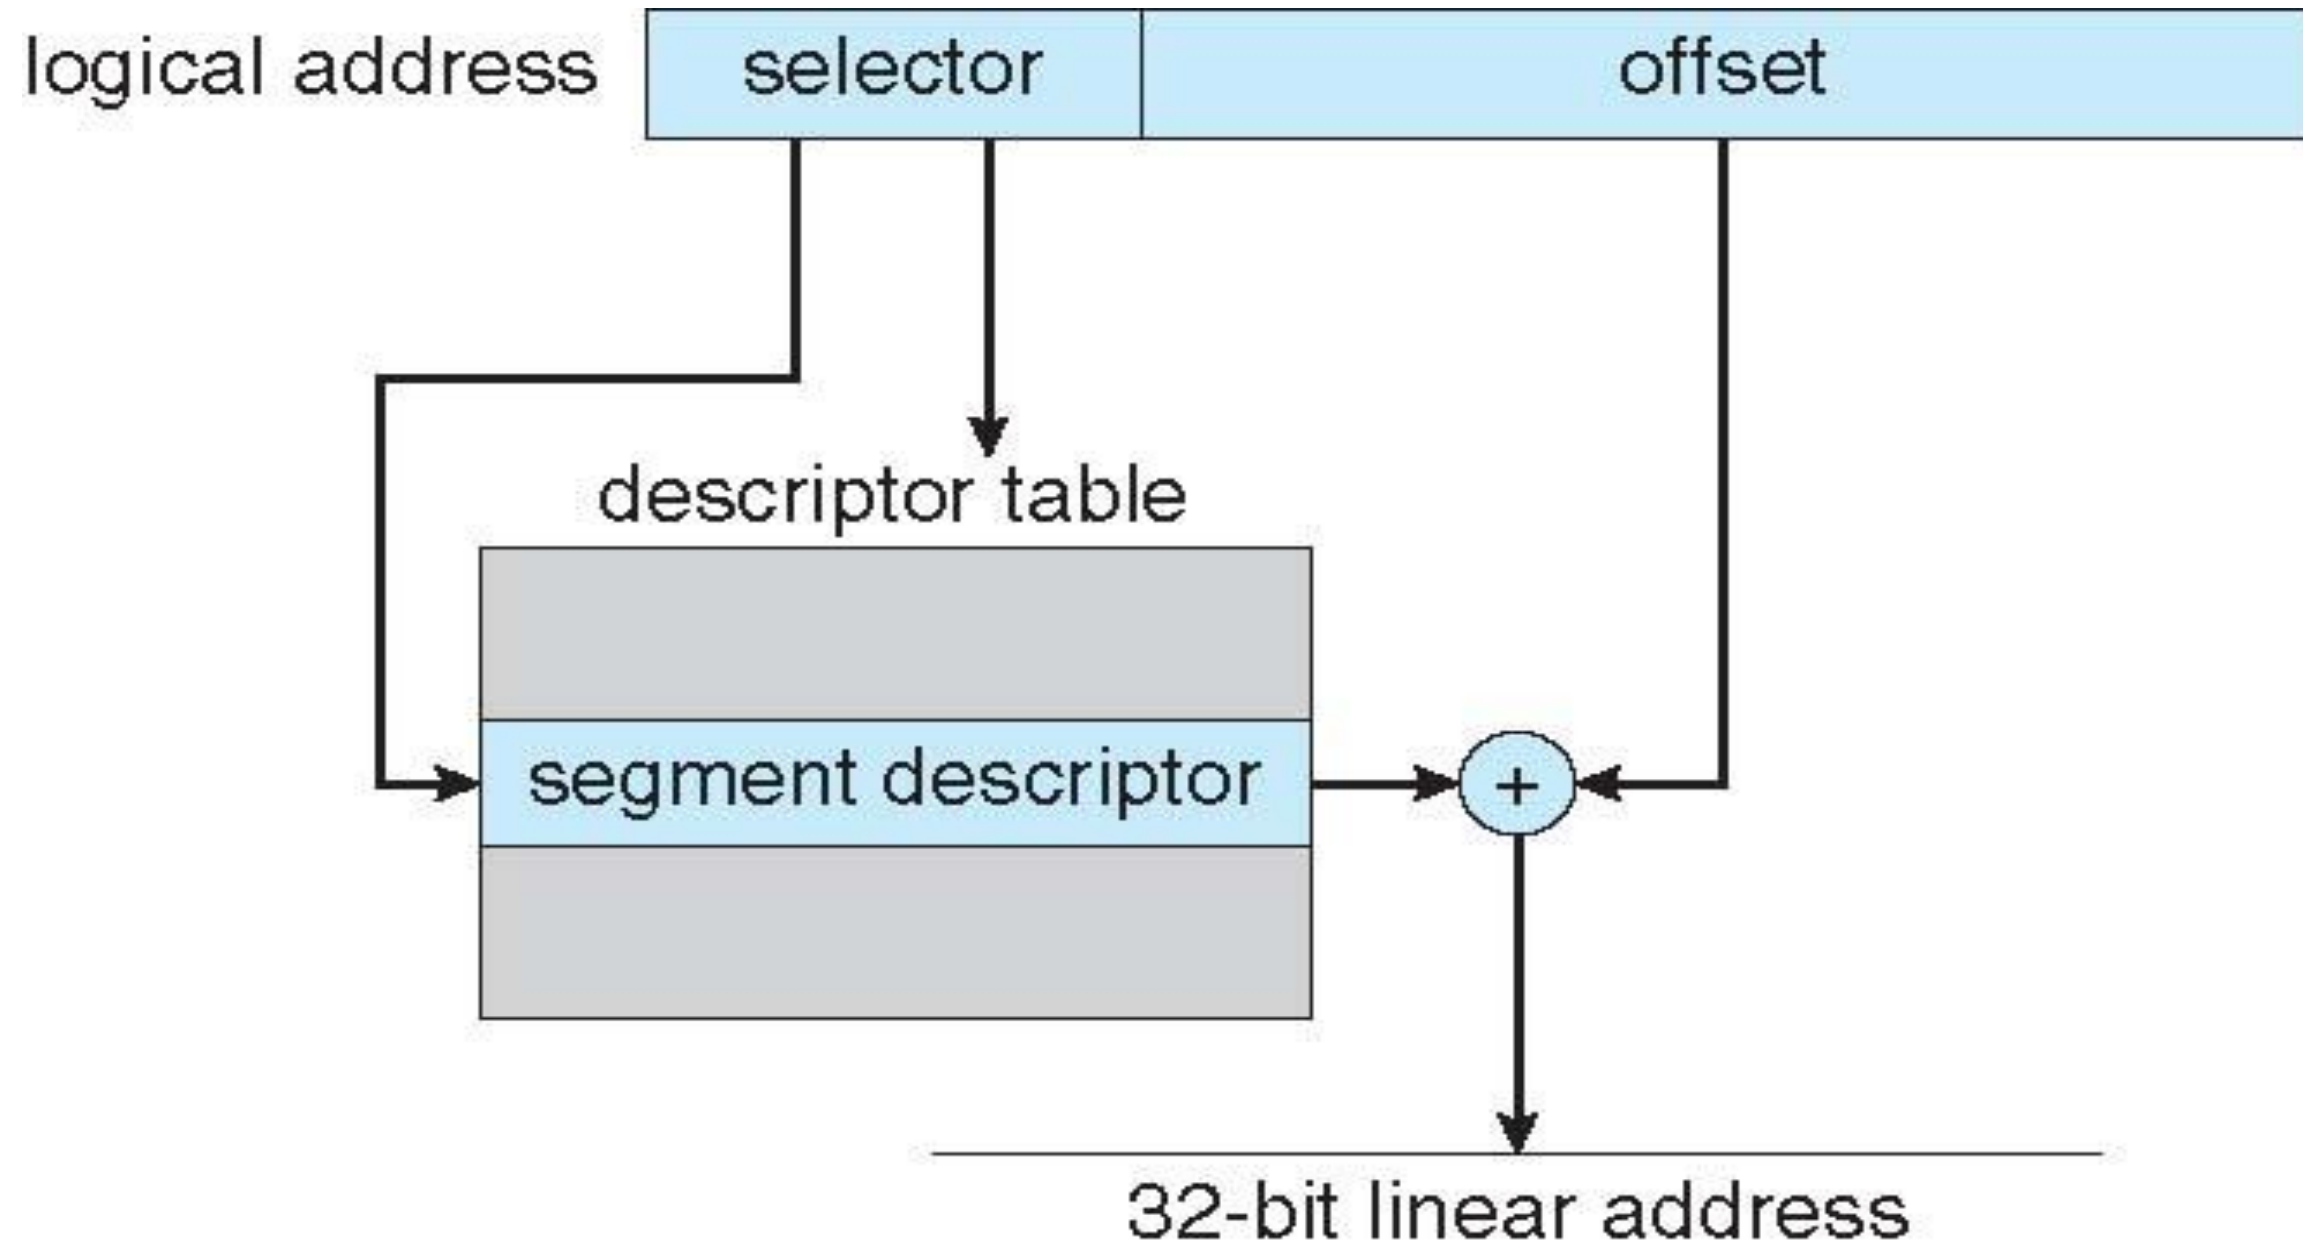 logical address selector offset
descriptor table
segment descriptor +
32-bit linear address